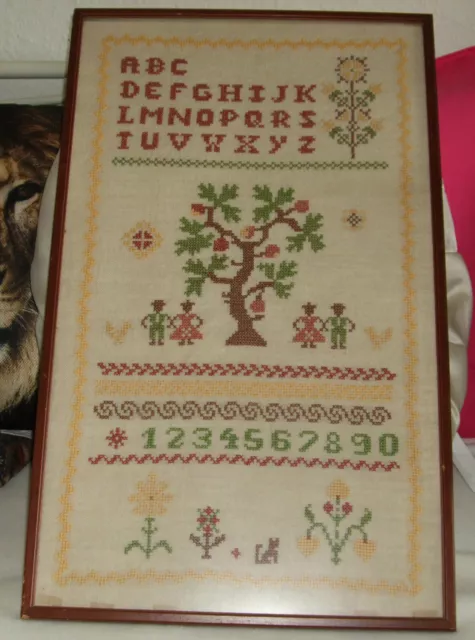 ABC
DEFGHIJK
LMNOPQRS
TUVWXYZ
1234567890